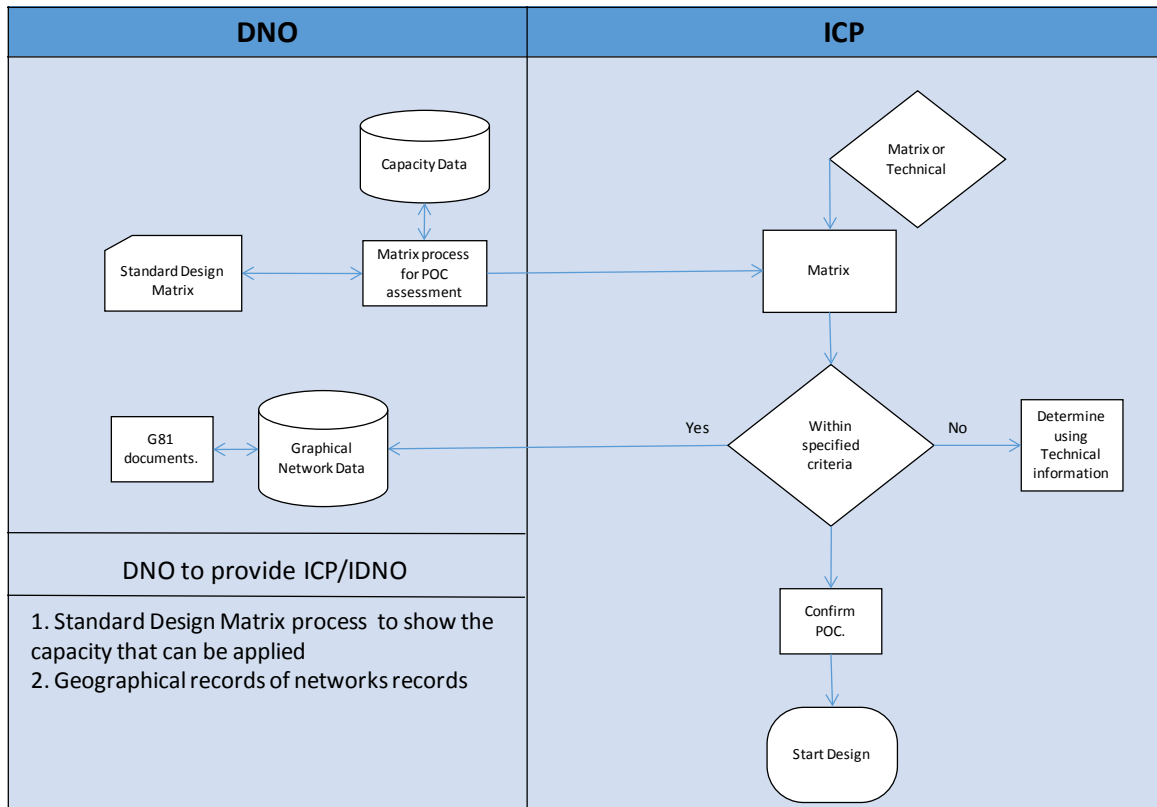 DNO
ICP
Capacity Data
Matrix or
Technical
Standard Design
Matrix
Matrix process
for POC
assessment
Matrix
G81
documents.
Graphical
Network Data
Yes
Within
specified
criteria
No
Determine
using
Technical
information
DNO to provide ICP/IDNO
1. Standard Design Matrix process to show the
capacity that can be applied
2. Geographical records of networks records
Confirm
POC.
Start Design